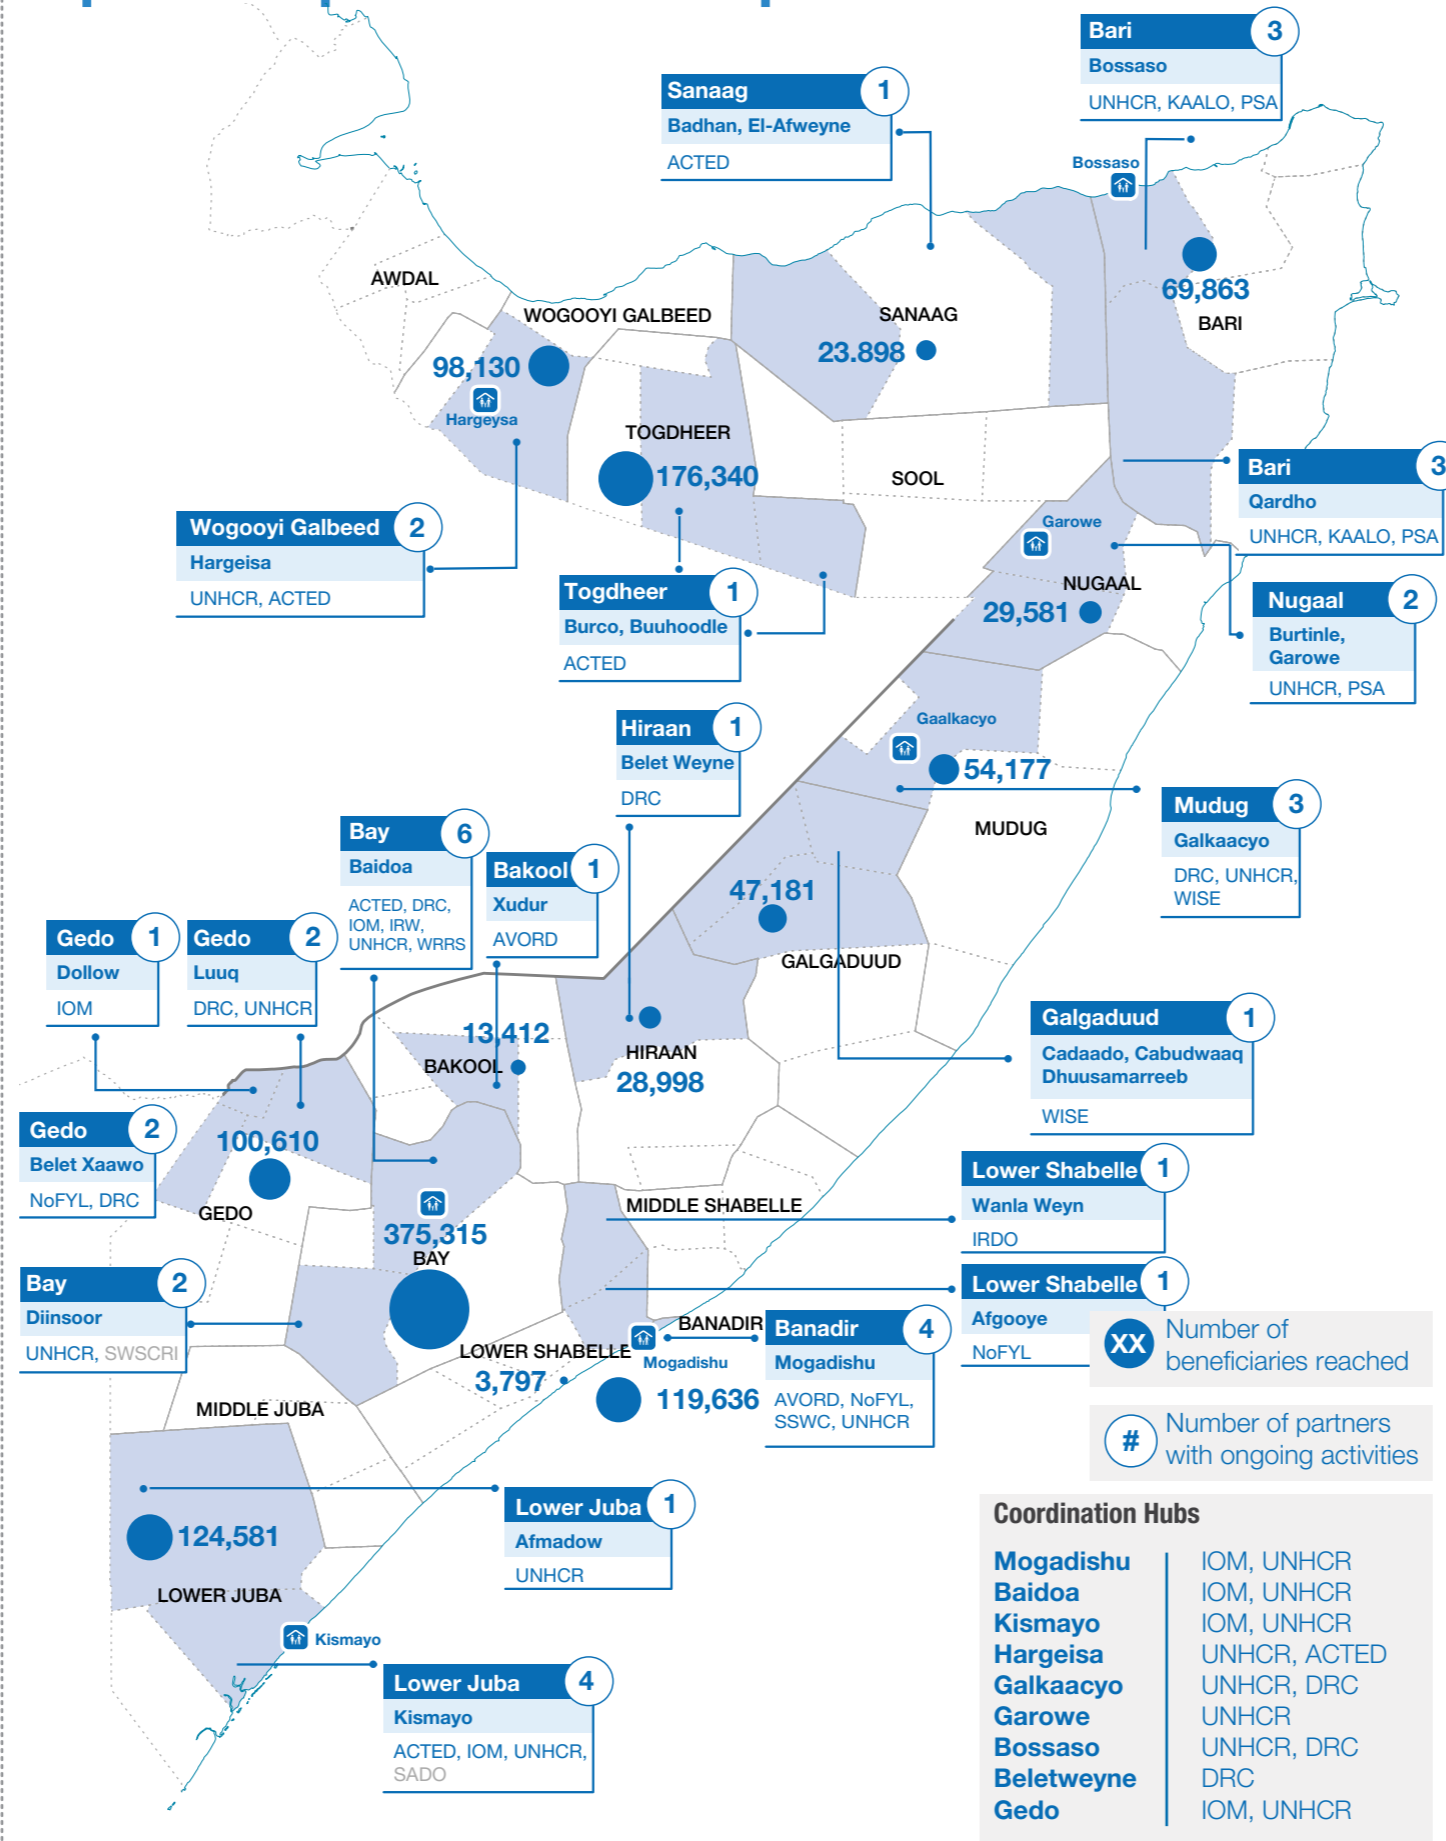 Bari
3
Bossaso
UNHCR, KAALO, PSA
Sanaag
1
Badhan, El-Afweyne
ACTED
Bossaso
69,863
BARI
AWDAL
WOGOOYI GALBEED
SANAAG
23.898
98,130
Hargeysa
TOGDHEER
176,340
SOOL
Bari
3
Qardho
UNHCR, KAALO, PSA
Wogooyi Galbeed
2
Hargeisa
UNHCR, ACTED
Garowe
NUGAAL
29,581
Togdheer
1
Burco, Buuhoodle
ACTED
Nugaal
2
Burtinle,
Garowe
UNHCR, PSA
Hiraan
1
Belet Weyne
DRC
Gaalkacyo
54,177
MUDUG
Mudug
3
Galkaacyo
DRC, UNHCR,
WISE
Bay
6
Baidoa
ACTED, DRC,
IOM, IRW,
UNHCR, WRRS
Bakool
1
Xudur
AVORD
47,181
GALGADUUD
Gedo
1
Dollow
IOM
Gedo
2
Luuq
DRC, UNHCR
13,412
BAKOOL
HIRAAN
28,998
Galgaduud
1
Cadaado, Cabudwaaq
Dhuusamarreeb
WISE
Gedo
2
Belet Xaawo
NoFYL, DRC
100,610
GEDO
375,315
BAY
MIDDLE SHABELLE
Lower Shabelle
1
Wanla Weyn
IRDO
Bay
2
Diinsoor
UNHCR, SWSCRI
Lower Shabelle
1
Afgooye
NoFYL
BANADIR
Mogadishu
119,636
Banadir
4
Mogadishu
AVORD, NoFYL,
SSWC, UNHCR
LOWER SHABELLE
3,797
XX
Number of
beneficiaries reached
#
Number of partners
with ongoing activities
MIDDLE JUBA
124,581
LOWER JUBA
Lower Juba
1
Afmadow
UNHCR
Kismayo
Lower Juba
4
Kismayo
ACTED, IOM, UNHCR,
SADO
Coordination Hubs
Mogadishu IOM, UNHCR
Baidoa IOM, UNHCR
Kismayo IOM, UNHCR
Hargeisa UNHCR, ACTED
Galkaacyo UNHCR, DRC
Garowe UNHCR
Bossaso UNHCR, DRC
Beletweyne DRC
Gedo IOM, UNHCR